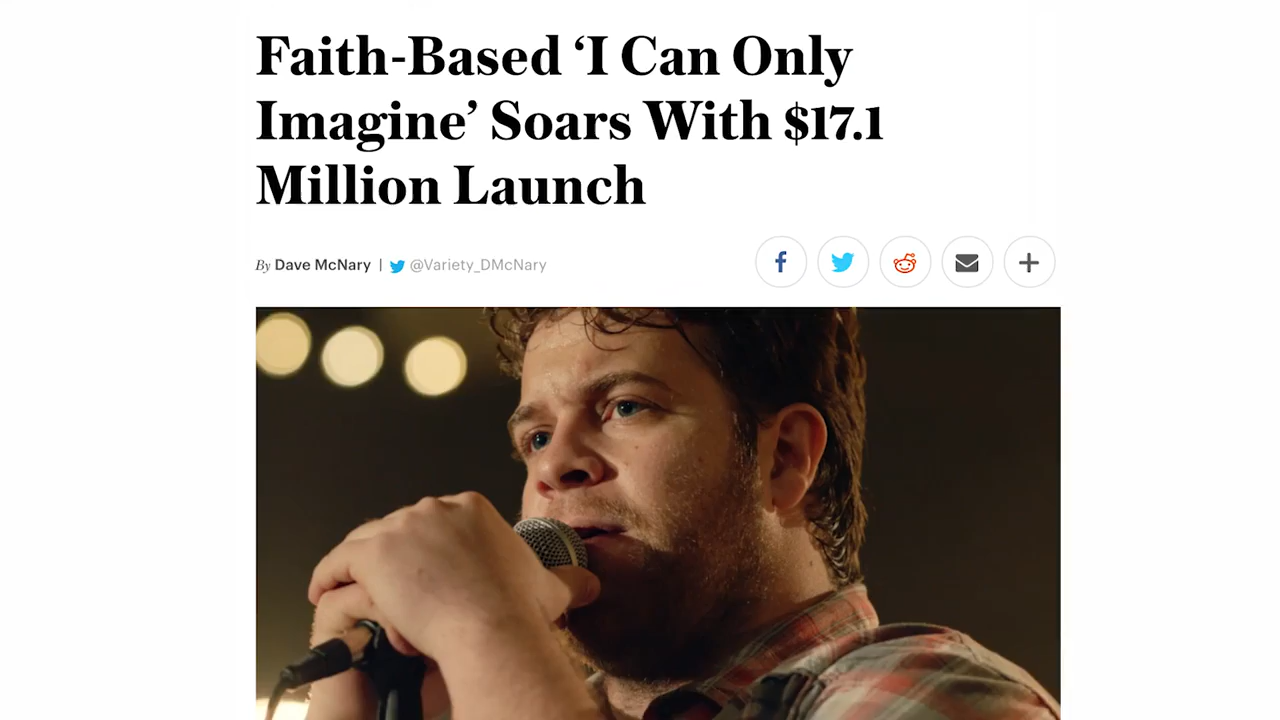 Faith-Based ‘I Can Only
Imagine’ Soars With $17.1
Million Launch
By Dave McNary | @Variety_DMcNary